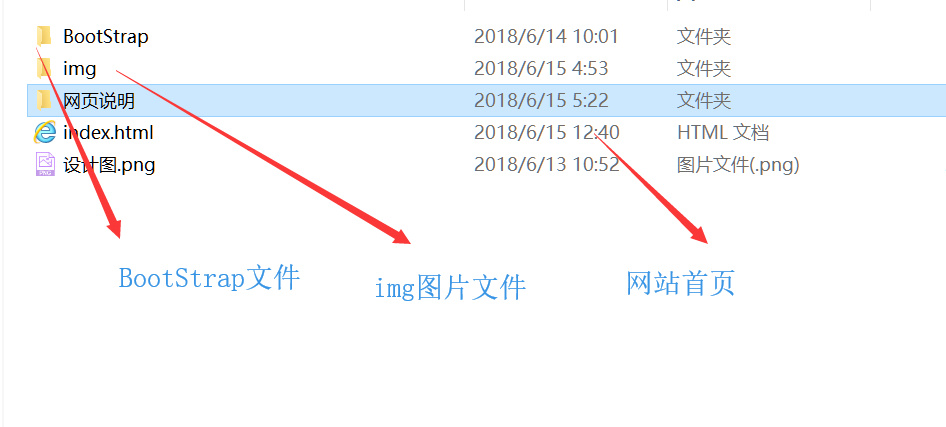 BootStrap 2018/6/14 10:01 文件夹
img 2018/6/15 4:53 文件夹
网页说明 2018/6/15 5:22 文件夹
index.html 2018/6/15 12:40 HTML 文档
设计图.png 2018/6/13 10:52 图片文件(.png)
BootStrap文件 img图片文件 网站首页